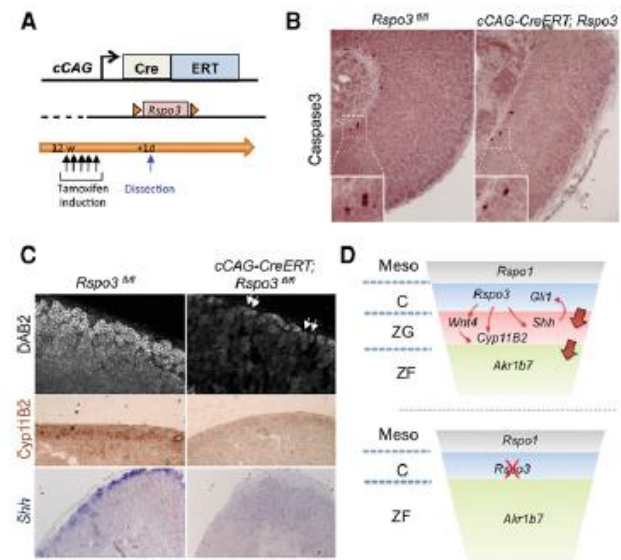 A
cCAG
Cre
ERT
Rspo3
12 w
+1d
Tamoxifen
induction
Dissection
B
Rspo3 fl/fl
cCAG-CreERT; Rspo3
Caspase3
C
Rspo3 fl/fl
cCAG-CreERT;
Rspo3 fl/fl
DAB2
Cyp11B2
Shh
D
Meso
Rspo1
C
Rspo3
Gli1
ZG
Wnt4
Shh
Cyp11B2
ZF
Akr1b7
Meso
Rspo1
C
Rspo3
ZF
Akr1b7